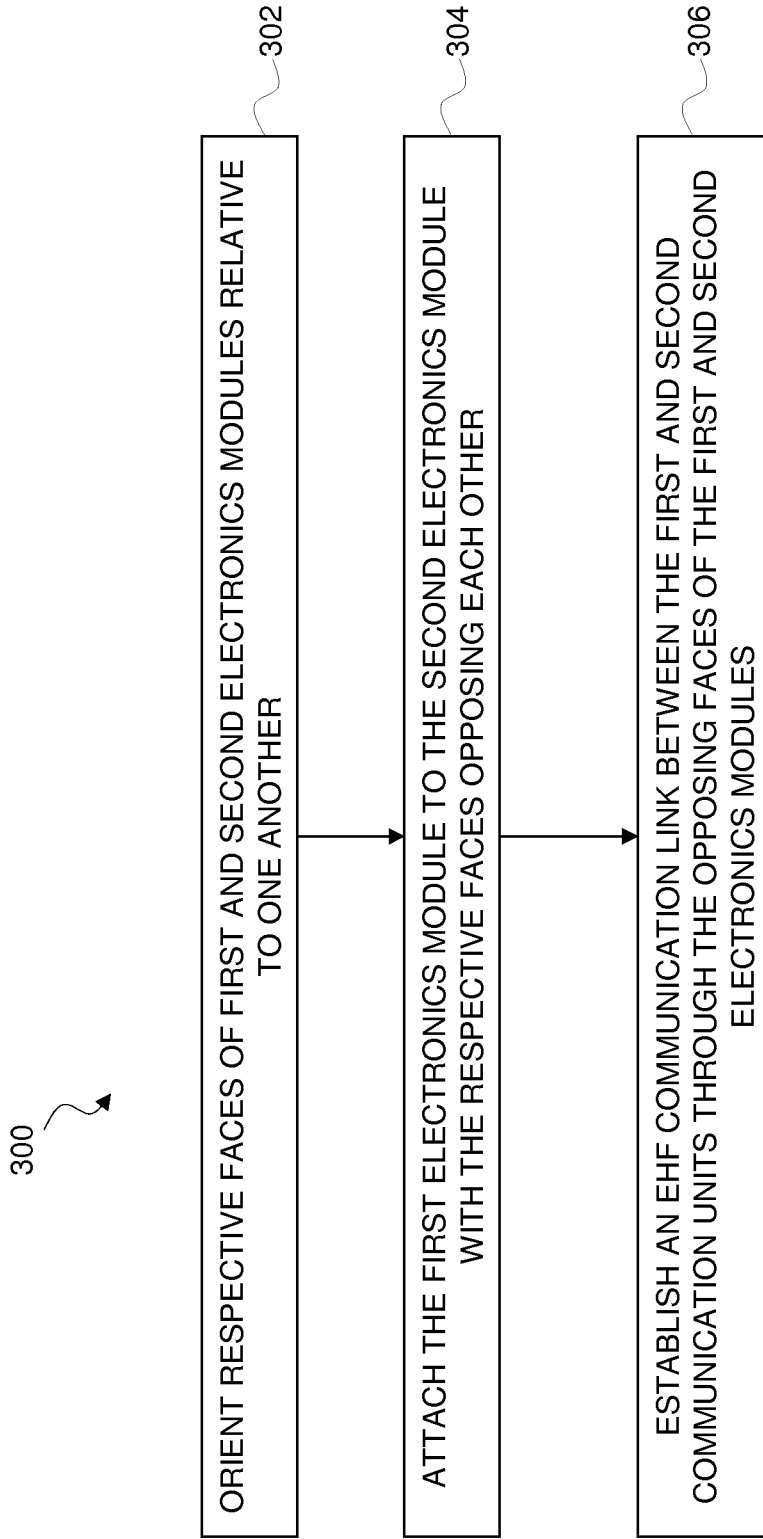 300
ORIENT RESPECTIVE FACES OF FIRST AND SECOND ELECTRONICS MODULES RELATIVE
TO ONE ANOTHER
302
ATTACH THE FIRST ELECTRONICS MODULE TO THE SECOND ELECTRONICS MODULE
WITH THE RESPECTIVE FACES OPPOSING EACH OTHER
304
ESTABLISH AN EHF COMMUNICATION LINK BETWEEN THE FIRST AND SECOND
COMMUNICATION UNITS THROUGH THE OPPOSING FACES OF THE FIRST AND SECOND
ELECTRONICS MODULES
306